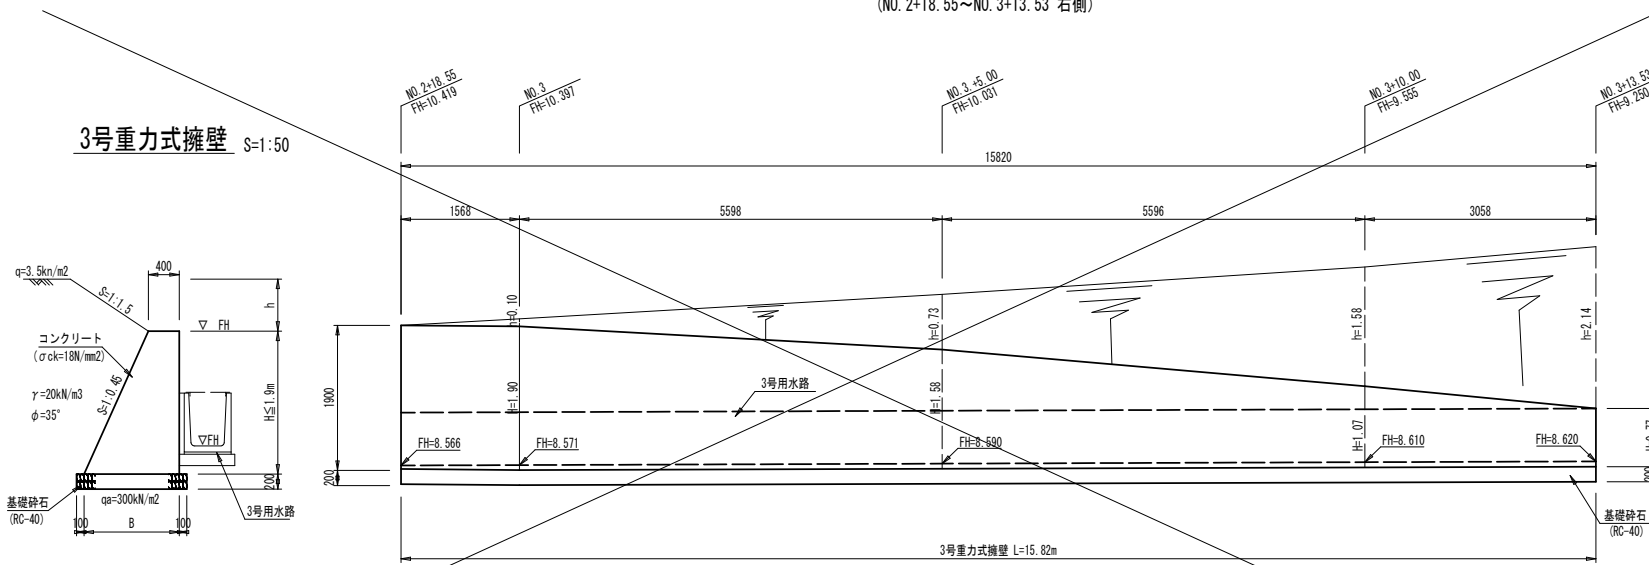 (NO.2+18.55～NO.3+13.53 右側)
NO.2+18.55
FH=10.419
NO.3
FH=10.397
NO.3.+5.00
FH=10.031
NO.3+10.00
FH=9.555
NO.3+13.53
FH=9.250
3号重力式擁壁 S=1:50
15820
1568
5598
5596
3058
400
q=3.5kn/m2
S=1:1.5
h
▽ FH
コンクリート
(σck=18N/mm2)
S=1:0.45
γ=20kN/m3
φ=35°
H≦1.9m
▽FH
200
qa=300kN/m2
基礎砕石
(RC-40)
100
B
100
3号用水路
h=0.10
h=0.73
h=1.58
h=2.14
1900
H=1.90
H=1.58
H=1.07
3号用水路
FH=8.566
FH=8.571
FH=8.590
FH=8.610
FH=8.620
200
200
基礎砕石
(RC-40)
3号重力式擁壁 L=15.82m